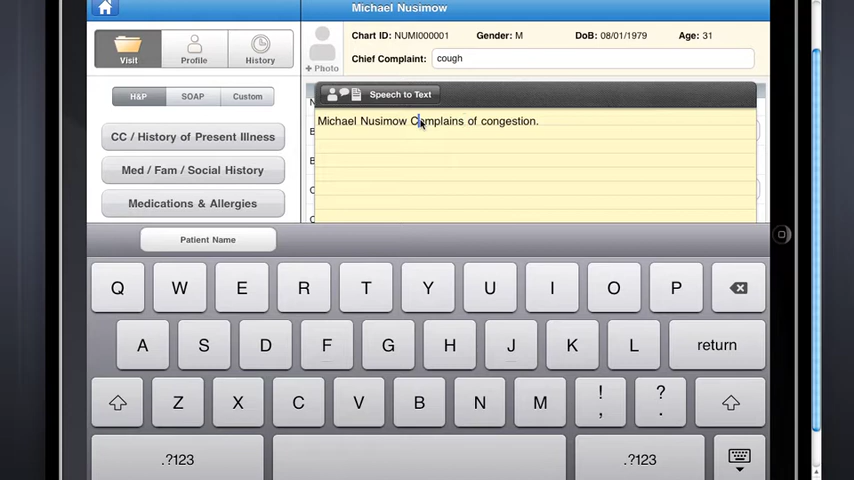 Michael Nusimow
Chart ID: NUMI000001 Gender: M DoB: 08/01/1979 Age: 31
Visit Profile History
+ Photo
Chief Complaint: cough
H&P SOAP Custom
Speech to Text
Michael Nusimow Complains of congestion.
CC / History of Present Illness
Med / Fam / Social History
Medications & Allergies
Patient Name
Q W E R T Y U I O P
A S D F G H J K L return
Z X C V B N M ! , ? .
.?123 .?123